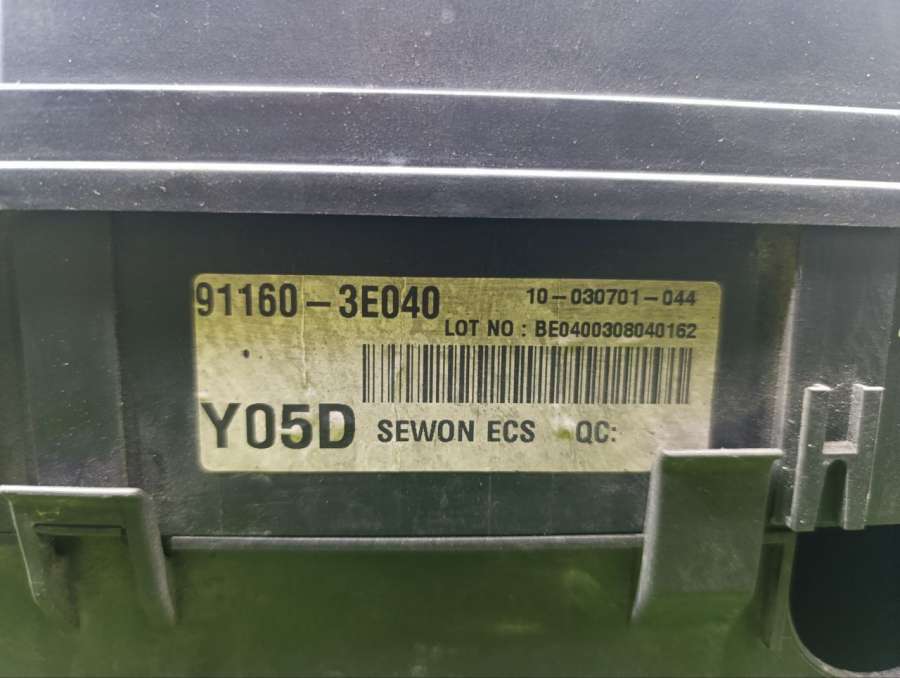 91160-3E040
10-030701-044
LOT NO : BE0400308040162
Y05D
SEWON ECS QC: